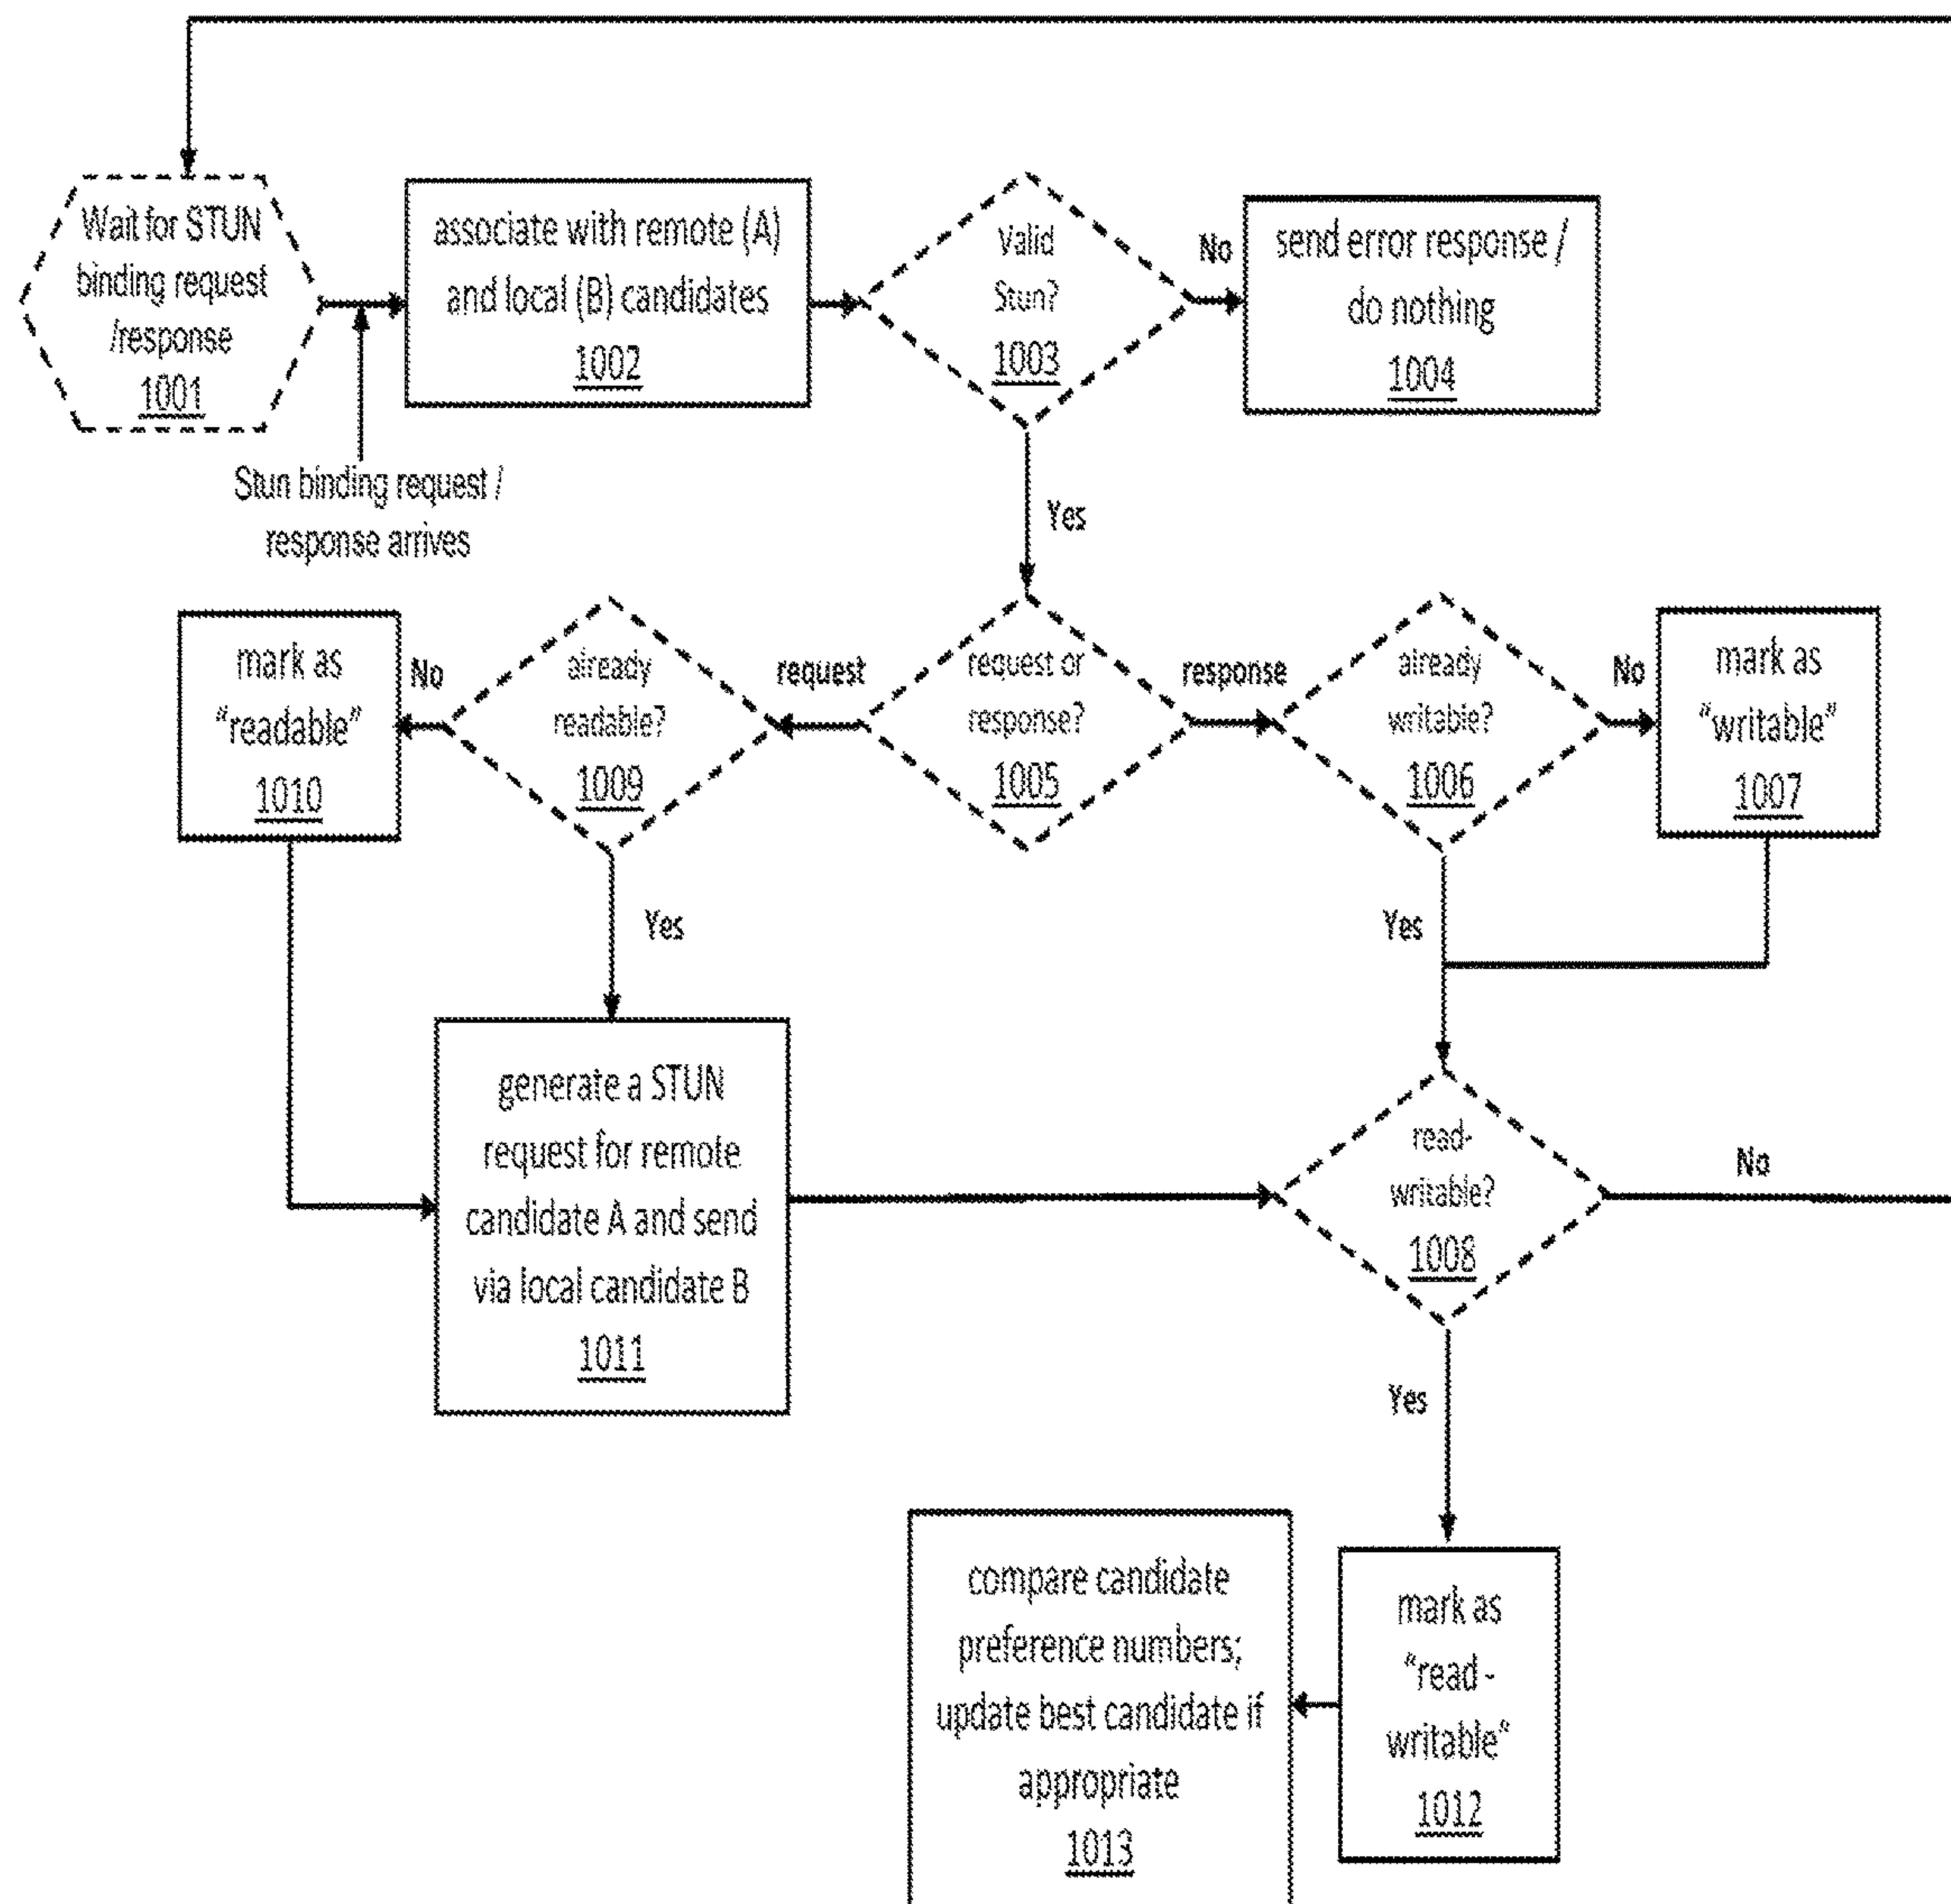 Wait for STUN
binding request
/response
1001
associate with remote (A)
and local (B) candidates
1002
Valid
Stun?
1003
No
send error response /
do nothing
1004
Stun binding request /
response arrives
Yes
mark as
“readable”
1010
No
already
readable?
1009
request
request or
response?
1005
response
already
writable?
1006
No
mark as
“writable”
1007
Yes
Yes
generate a STUN
request for remote
candidate A and send
via local candidate B
1011
read-
writable?
1008
No
Yes
compare candidate
preference numbers;
update best candidate if
appropriate
1013
mark as
“read -
writable”
1012